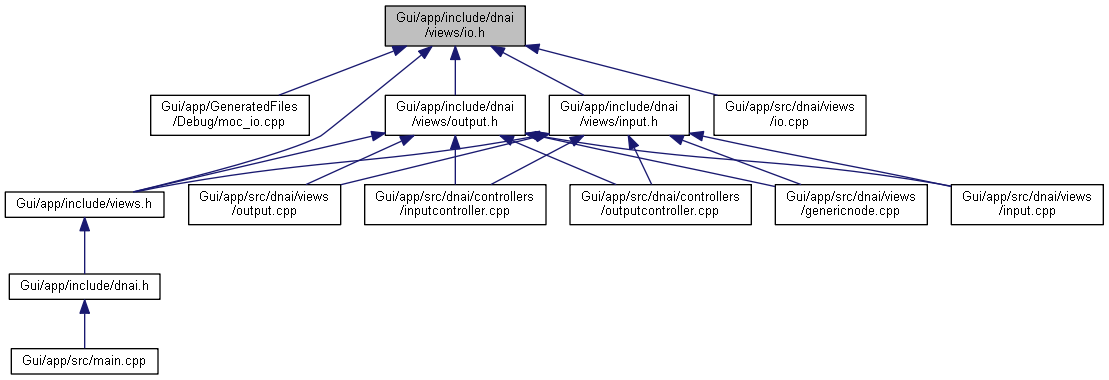 Gui/app/include/dnai
/views/io.h
Gui/app/GeneratedFiles
/Debug/moc_io.cpp
Gui/app/include/dnai
/views/output.h
Gui/app/include/dnai
/views/input.h
Gui/app/src/dnai/views
/io.cpp
Gui/app/include/views.h
Gui/app/src/dnai/views
/output.cpp
Gui/app/src/dnai/controllers
/inputcontroller.cpp
Gui/app/src/dnai/controllers
/outputcontroller.cpp
Gui/app/src/dnai/views
/genericnode.cpp
Gui/app/src/dnai/views
/input.cpp
Gui/app/include/dnai.h
Gui/app/src/main.cpp